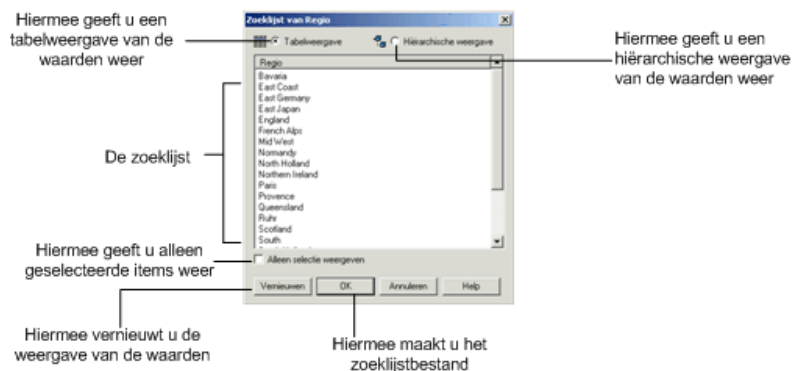 Hiermee geeft u een
tabelweergave van de
waarden weer
Zoeklijst van Regio
Tabelweergave
Hiërarchische weergave
Hiermee geeft u een
hiërarchische weergave
van de waarden weer
Regio
Bavaria
East Coast
East Germany
East Japan
England
French Alps
Mid West
Normandy
North Holland
Northern Ireland
Paris
Provence
Queensland
Ruhr
Scotland
South
De zoeklijst
Hiermee geeft u alleen
geselecteerde items weer
Alleen selectie weergeven
Vernieuwen
OK
Annuleren
Help
Hiermee vernieuwt u de
weergave van de waarden
Hiermee maakt u het
zoeklijstbestand